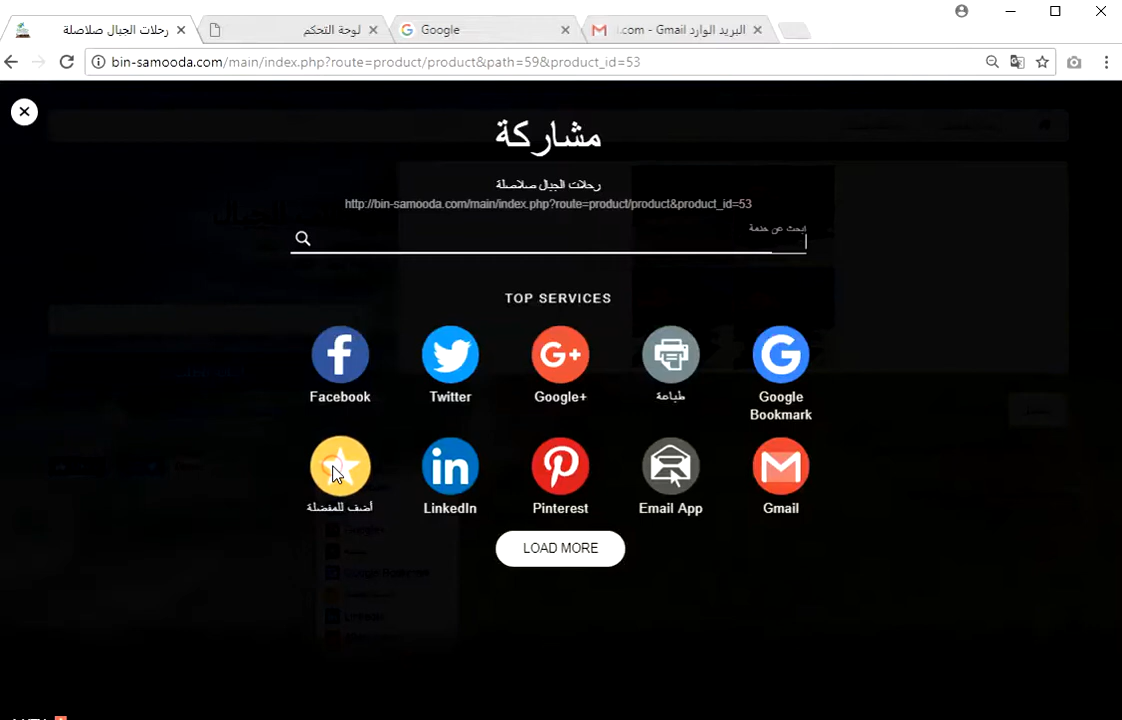 رحلات الجبال صلاصلة
لوحة التحكم
Google
البريد الوارد - l.com - Gmail
bin-samooda.com/main/index.php?route=product/product&path=59&product_id=53
مشاركة
رحلات الجبال صلاصلة
http://bin-samooda.com/main/index.php?route=product/product&product_id=53
ابحث عن خدمة
TOP SERVICES
Facebook
Twitter
Google+
طباعة
Google
Bookmark
أضف للمفضلة
LinkedIn
Pinterest
Email App
Gmail
LOAD MORE